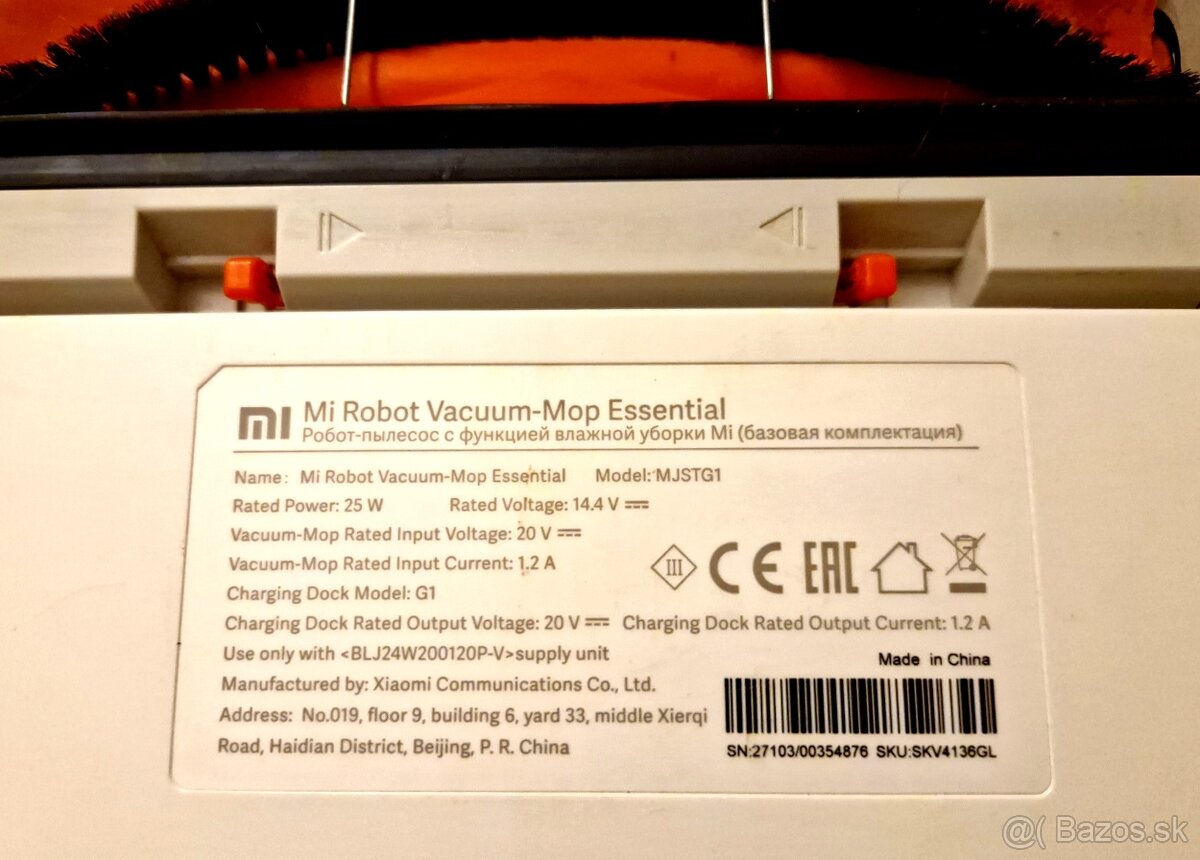 mi Mi Robot Vacuum-Mop Essential
Робот-пылесос с функцией влажной уборки Mi (базовая комплектация)
Name: Mi Robot Vacuum-Mop Essential Model: MJSTG1
Rated Power: 25 W Rated Voltage: 14.4 V ⎓
Vacuum-Mop Rated Input Voltage: 20 V ⎓
Vacuum-Mop Rated Input Current: 1.2 A
III CE EAC
Charging Dock Model: G1
Charging Dock Rated Output Voltage: 20 V ⎓ Charging Dock Rated Output Current: 1.2 A
Use only with <BLJ24W200120P-V>supply unit
Made in China
Manufactured by: Xiaomi Communications Co., Ltd.
Address: No.019, floor 9, building 6, yard 33, middle Xierqi
Road, Haidian District, Beijing, P. R. China
SN:27103/00354876 SKU:SKV4136GL
@( Bazos.sk